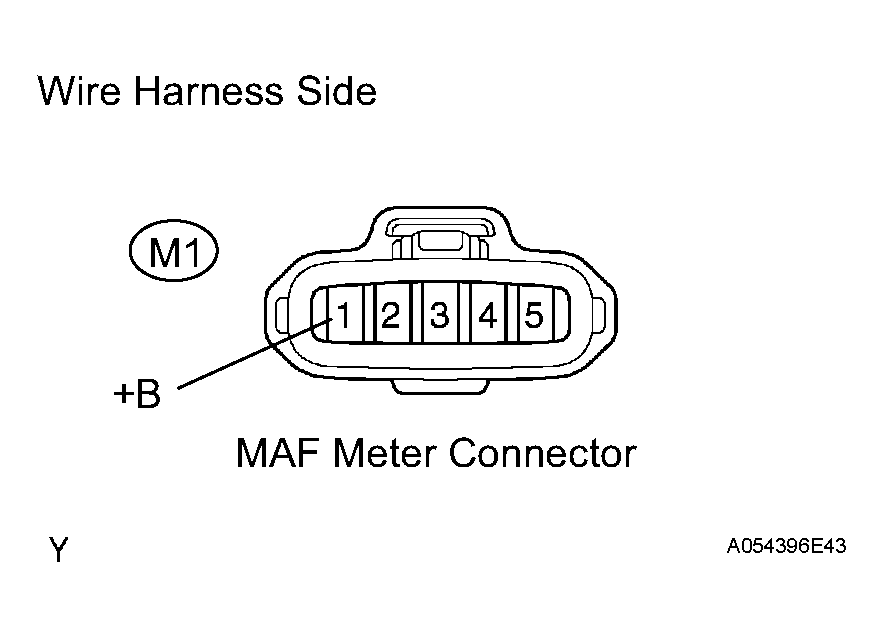 Wire Harness Side
M1
1 2 3 4 5
+B
MAF Meter Connector
Y
A054396E43